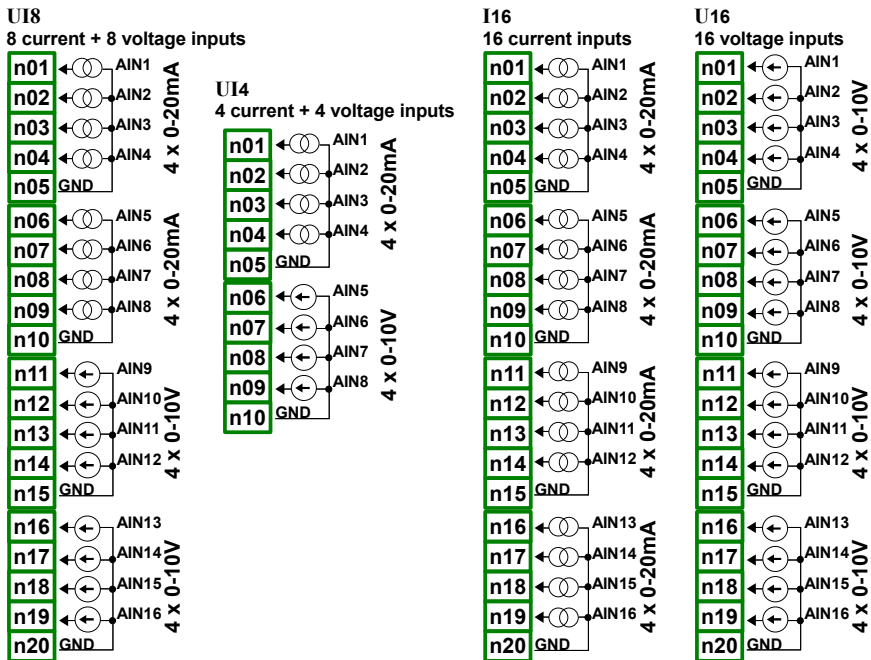 UI8
8 current + 8 voltage inputs
n01 AIN1
n02 AIN2
n03 AIN3
n04 AIN4
n05 GND
4 x 0-20mA
n06 AIN5
n07 AIN6
n08 AIN7
n09 AIN8
n10 GND
4 x 0-20mA
n11 AIN9
n12 AIN10
n13 AIN11
n14 AIN12
n15 GND
4 x 0-10V
n16 AIN13
n17 AIN14
n18 AIN15
n19 AIN16
n20 GND
4 x 0-10V
UI4
4 current + 4 voltage inputs
n01 AIN1
n02 AIN2
n03 AIN3
n04 AIN4
n05 GND
4 x 0-20mA
n06 AIN5
n07 AIN6
n08 AIN7
n09 AIN8
n10 GND
4 x 0-10V
I16
16 current inputs
n01 AIN1
n02 AIN2
n03 AIN3
n04 AIN4
n05 GND
4 x 0-20mA
n06 AIN5
n07 AIN6
n08 AIN7
n09 AIN8
n10 GND
4 x 0-20mA
n11 AIN9
n12 AIN10
n13 AIN11
n14 AIN12
n15 GND
4 x 0-20mA
n16 AIN13
n17 AIN14
n18 AIN15
n19 AIN16
n20 GND
4 x 0-20mA
U16
16 voltage inputs
n01 AIN1
n02 AIN2
n03 AIN3
n04 AIN4
n05 GND
4 x 0-10V
n06 AIN5
n07 AIN6
n08 AIN7
n09 AIN8
n10 GND
4 x 0-10V
n11 AIN9
n12 AIN10
n13 AIN11
n14 AIN12
n15 GND
4 x 0-10V
n16 AIN13
n17 AIN14
n18 AIN15
n19 AIN16
n20 GND
4 x 0-10V